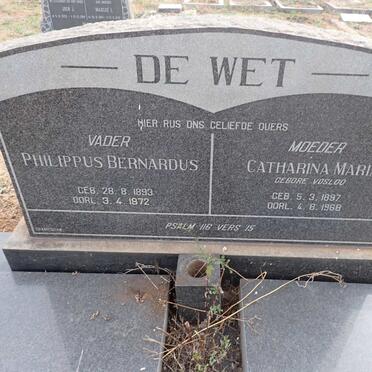 DE WET
HIER RUS ONS GELIEFDE OUERS
VADER
PHILIPPUS BERNARDUS
GEB. 28. 8. 1893
OORL. 3. 4. 1972
MOEDER
CATHARINA MARI
GEBORE VOSLOO
GEB. 5. 3. 1897
OORL. 4. 6. 1968
PSALM 116 VERS 15